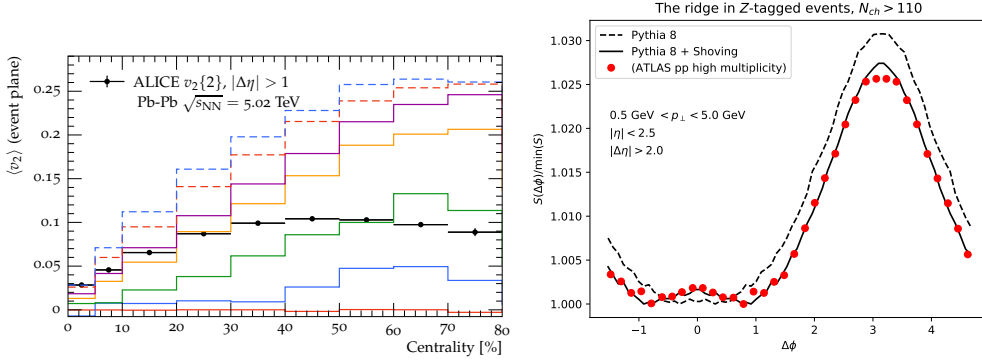 ALICE v₂{2}, |Δη| > 1
Pb-Pb √sNN = 5.02 TeV
⟨v₂⟩ (event plane)
0.25
0.2
0.15
0.1
0.05
0
0 10 20 30 40 50 60 70 80
Centrality [%]
The ridge in Z-tagged events, N_ch > 110
Pythia 8
Pythia 8 + Shoving
(ATLAS pp high multiplicity)
0.5 GeV < p⊥ < 5.0 GeV
|η| < 2.5
|Δη| > 2.0
S(Δϕ)/min(S)
1.030
1.025
1.020
1.015
1.010
1.005
1.000
−1 0 1 2 3 4
Δϕ